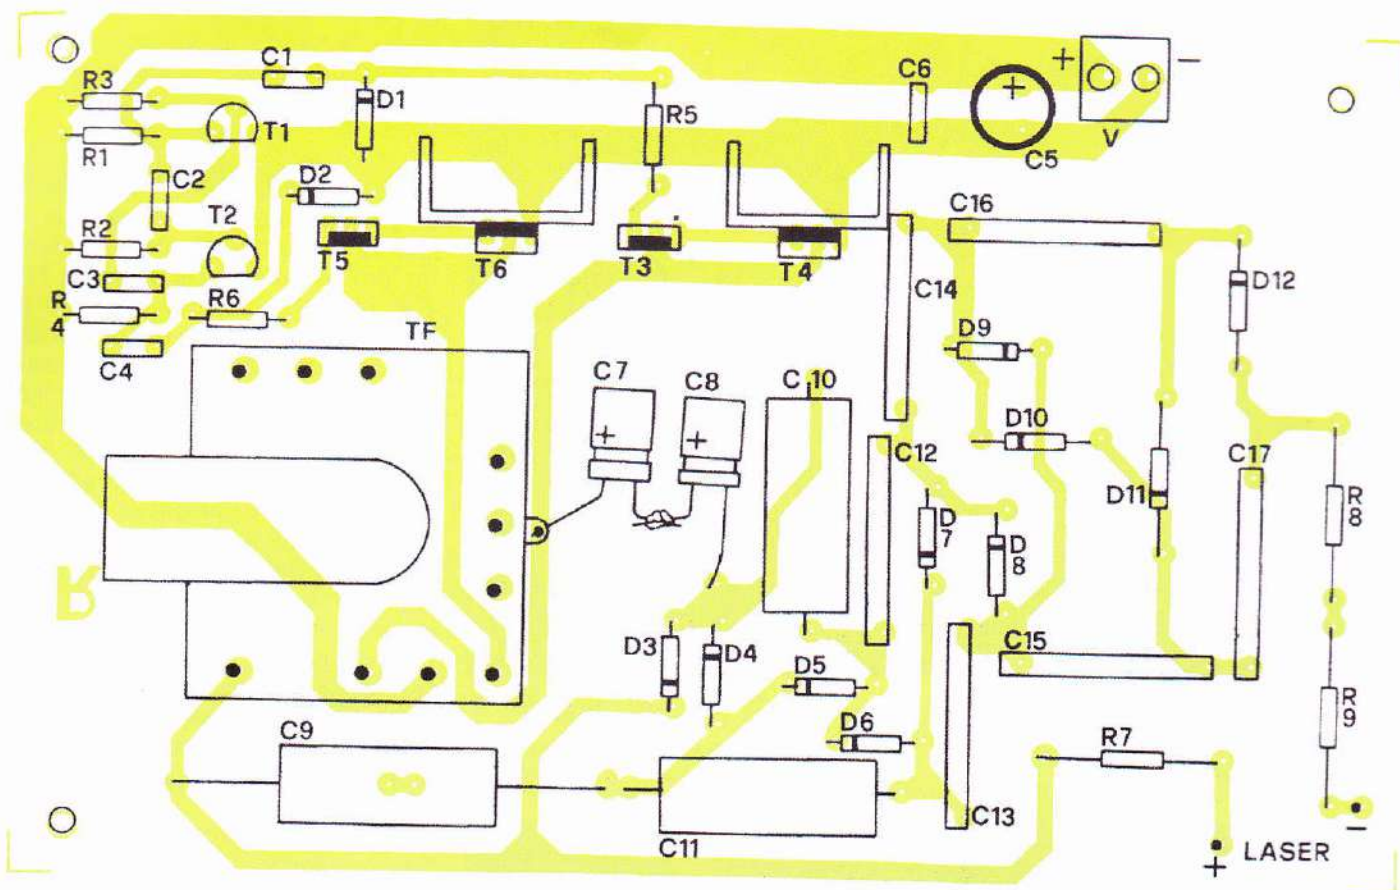 C1
+
-
C6
R3
D1
+
T1
R5
V
R1
C5
C2
D2
T2
C16
R2
T5
T6
T3
T4
C3
D12
C14
R
4
R6
TF
D9
C4
C7
C8
C 10
D10
+
+
C12
C17
D11
R
8
D
7
D
8
R
D3
D4
C15
D5
R
9
D6
C9
R7
C13
C11
-
+
LASER